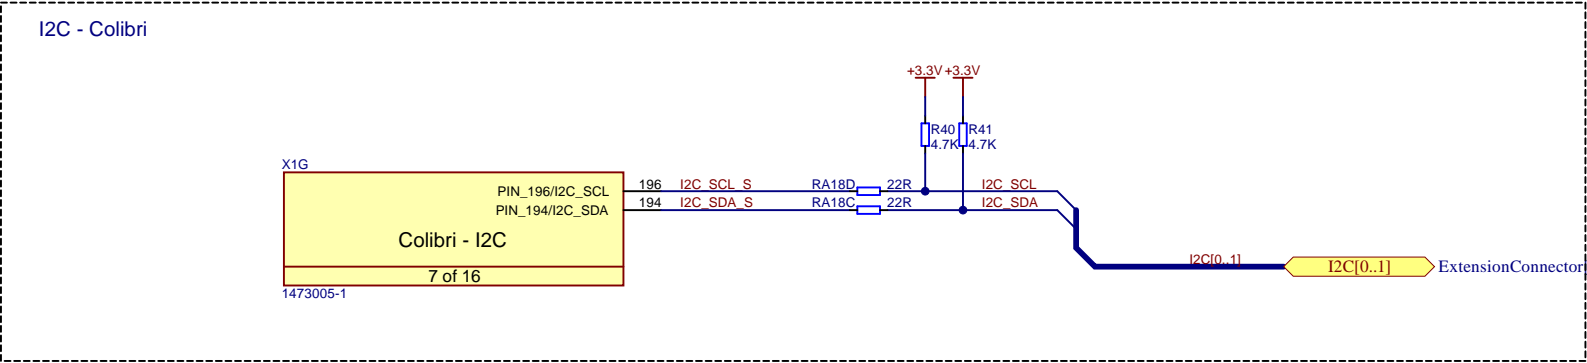 I2C - Colibri
+3.3V +3.3V
R40 R41
4.7K 4.7K
X1G
PIN_196/I2C_SCL 196 I2C_SCL_S RA18D 22R I2C_SCL
PIN_194/I2C_SDA 194 I2C_SDA_S RA18C 22R I2C_SDA
Colibri - I2C
I2C[0..1] I2C[0..1] ExtensionConnector
7 of 16
1473005-1